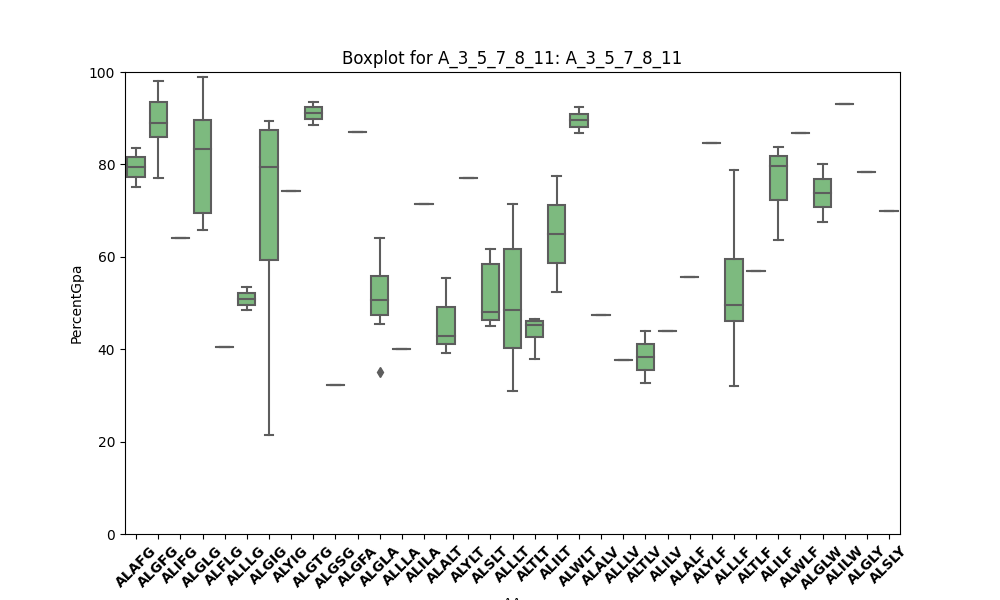 Boxplot for A_3_5_7_8_11: A_3_5_7_8_11
100
80
60
40
20
0
PercentGpa
ALAFG ALGFG ALIFG ALGLG ALFLG ALLLG ALGIG ALYIG ALGTG ALGSG ALGFA ALGLA ALLLA ALILA ALALT ALYLT ALSLT ALLLT ALTLT ALILT ALWLT ALALV ALLLV ALTLV ALILV ALALF ALYLF ALLLF ALTLF ALILF ALWLF ALGLW ALILW ALGLY ALSLY